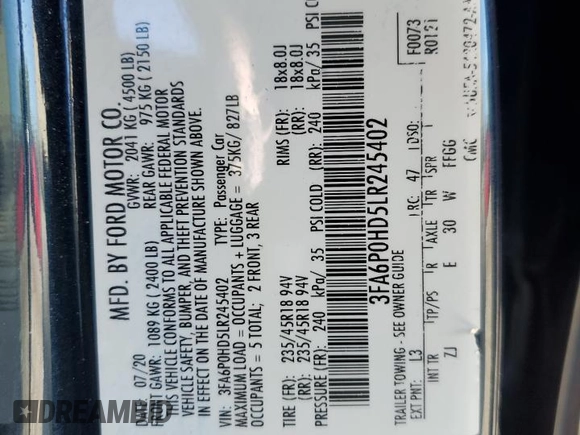 MFD. BY FORD MOTOR CO.
07/20 GVWR: 2041 KG ( 4500 LB)
FRONT GAWR: 1089 KG ( 2400 LB) REAR GAWR: 975 KG ( 2150 LB)
THIS VEHICLE CONFORMS TO ALL APPLICABLE FEDERAL MOTOR
VEHICLE SAFETY, BUMPER, AND THEFT PREVENTION STANDARDS
IN EFFECT ON THE DATE OF MANUFACTURE SHOWN ABOVE.
VIN: 3FA6P0HD5LR245402 TYPE: Passenger Car
MAXIMUM LOAD = OCCUPANTS + LUGGAGE = 375KG / 827LB
OCCUPANTS = 5 TOTAL; 2 FRONT, 3 REAR
TIRE (FR): 235/45R18 94V RIMS (FR): 18x8.0J
(RR): 235/45R18 94V (RR): 18x8.0J
PRESSURE (FR): 240 kPa/ 35 PSI COLD (RR): 240 kPa/ 35 PSI
3FA6P0HD5LR245402
F0073
R0121
TRAILER TOWING - SEE OWNER GUIDE
EXT PNT: L3 RC: 47 DSO:
INT TR TP/PS R AXLE TR SPR
ZJ E 30 W FFGG
DREAMBID